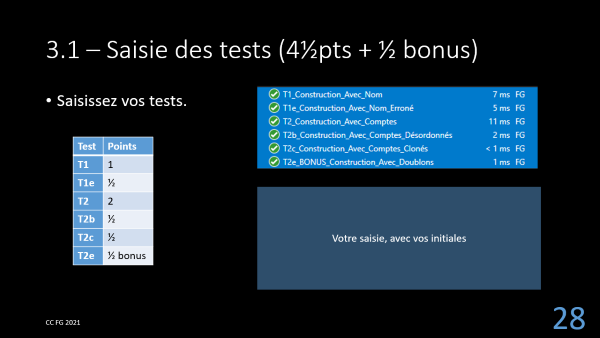 3.1 – Saisie des tests (4½pts + ½ bonus)
• Saisissez vos tests.
T1_Construction_Avec_Nom 7 ms FG
T1e_Construction_Avec_Nom_Erroné 5 ms FG
T2_Construction_Avec_Comptes 11 ms FG
T2b_Construction_Avec_Comptes_Désordonnés 2 ms FG
T2c_Construction_Avec_Comptes_Clonés < 1 ms FG
T2e_BONUS_Construction_Avec_Doublons 1 ms FG
Test Points
T1 1
T1e ½
T2 2
T2b ½
T2c ½
T2e ½ bonus
Votre saisie, avec vos initiales
CC FG 2021
28